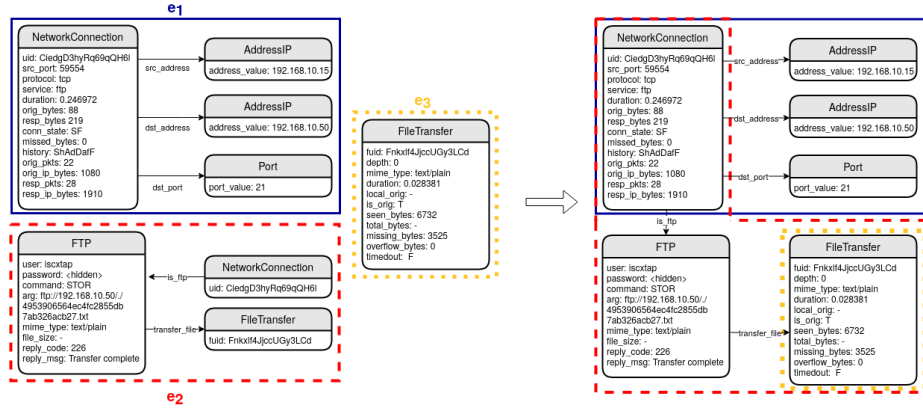 e1
NetworkConnection
uid: CiedgD3hyRq69qQH6l
src_port: 59554
protocol: tcp
service: ftp
duration: 0.246972
orig_bytes: 88
resp_bytes 219
conn_state: SF
missed_bytes: 0
history: ShAdDafF
orig_pkts: 22
orig_ip_bytes: 1080
resp_pkts: 28
resp_ip_bytes: 1910
src_address
dst_address
dst_port
AddressIP
address_value: 192.168.10.15
AddressIP
address_value: 192.168.10.50
Port
port_value: 21
FTP
user: iscxtap
password: <hidden>
command: STOR
arg: ftp://192.168.10.50/./
4953906564ec4fc2855db
7ab326acb27.txt
mime_type: text/plain
file_size: -
reply_code: 226
reply_msg: Transfer complete
is_ftp
transfer_file
NetworkConnection
uid: CiedgD3hyRq69qQH6l
FileTransfer
fuid: Fnkxlf4JjccUGy3LCd
e2
e3
FileTransfer
fuid: Fnkxlf4JjccUGy3LCd
depth: 0
mime_type: text/plain
duration: 0.028381
local_orig: -
is_orig: T
seen_bytes: 6732
total_bytes: -
missing_bytes: 3525
overflow_bytes: 0
timedout: F
NetworkConnection
uid: CiedgD3hyRq69qQH6l
src_port: 59554
protocol: tcp
service: ftp
duration: 0.246972
orig_bytes: 88
resp_bytes 219
conn_state: SF
missed_bytes: 0
history: ShAdDafF
orig_pkts: 22
orig_ip_bytes: 1080
resp_pkts: 28
resp_ip_bytes: 1910
src_address
dst_address
dst_port
AddressIP
address_value: 192.168.10.15
AddressIP
address_value: 192.168.10.50
Port
port_value: 21
is_ftp
FTP
user: iscxtap
password: <hidden>
command: STOR
arg: ftp://192.168.10.50/./
4953906564ec4fc2855db
7ab326acb27.txt
mime_type: text/plain
file_size: -
reply_code: 226
reply_msg: Transfer complete
transfer_file
FileTransfer
fuid: Fnkxlf4JjccUGy3LCd
depth: 0
mime_type: text/plain
duration: 0.028381
local_orig: -
is_orig: T
seen_bytes: 6732
total_bytes: -
missing_bytes: 3525
overflow_bytes: 0
timedout: F